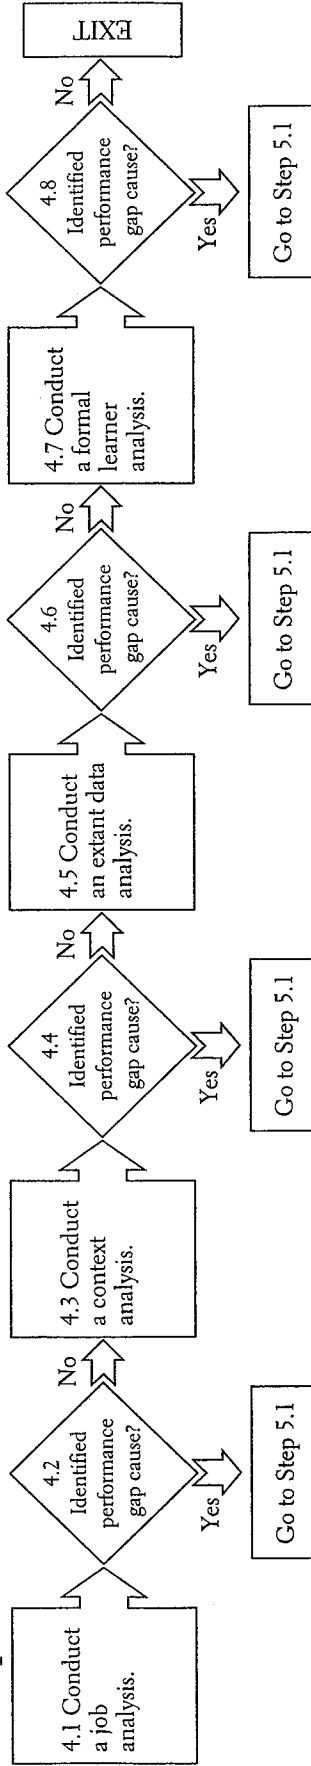 4.1 Conduct
a job
analysis.
4.2
Identified
performance
gap cause?
No
Yes
Go to Step 5.1
4.3 Conduct
a context
analysis.
4.4
Identified
performance
gap cause?
No
Yes
Go to Step 5.1
4.5 Conduct
an extant data
analysis.
4.6
Identified
performance
gap cause?
No
Yes
Go to Step 5.1
4.7 Conduct
a formal
learner
analysis.
4.8
Identified
performance
gap cause?
No
Yes
Go to Step 5.1
EXIT